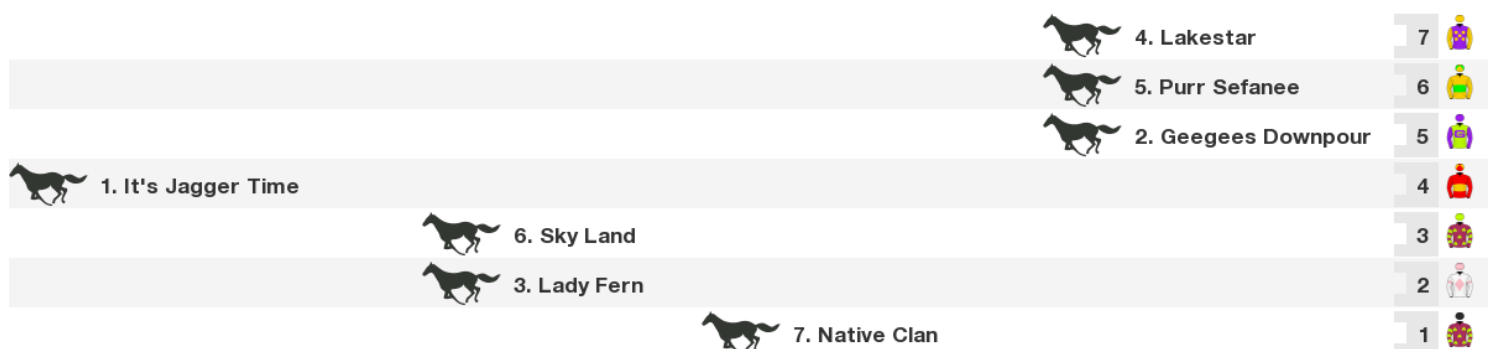 4. Lakestar 7
5. Purr Sefanee 6
2. Geegees Downpour 5
1. It's Jagger Time 4
6. Sky Land 3
3. Lady Fern 2
7. Native Clan 1